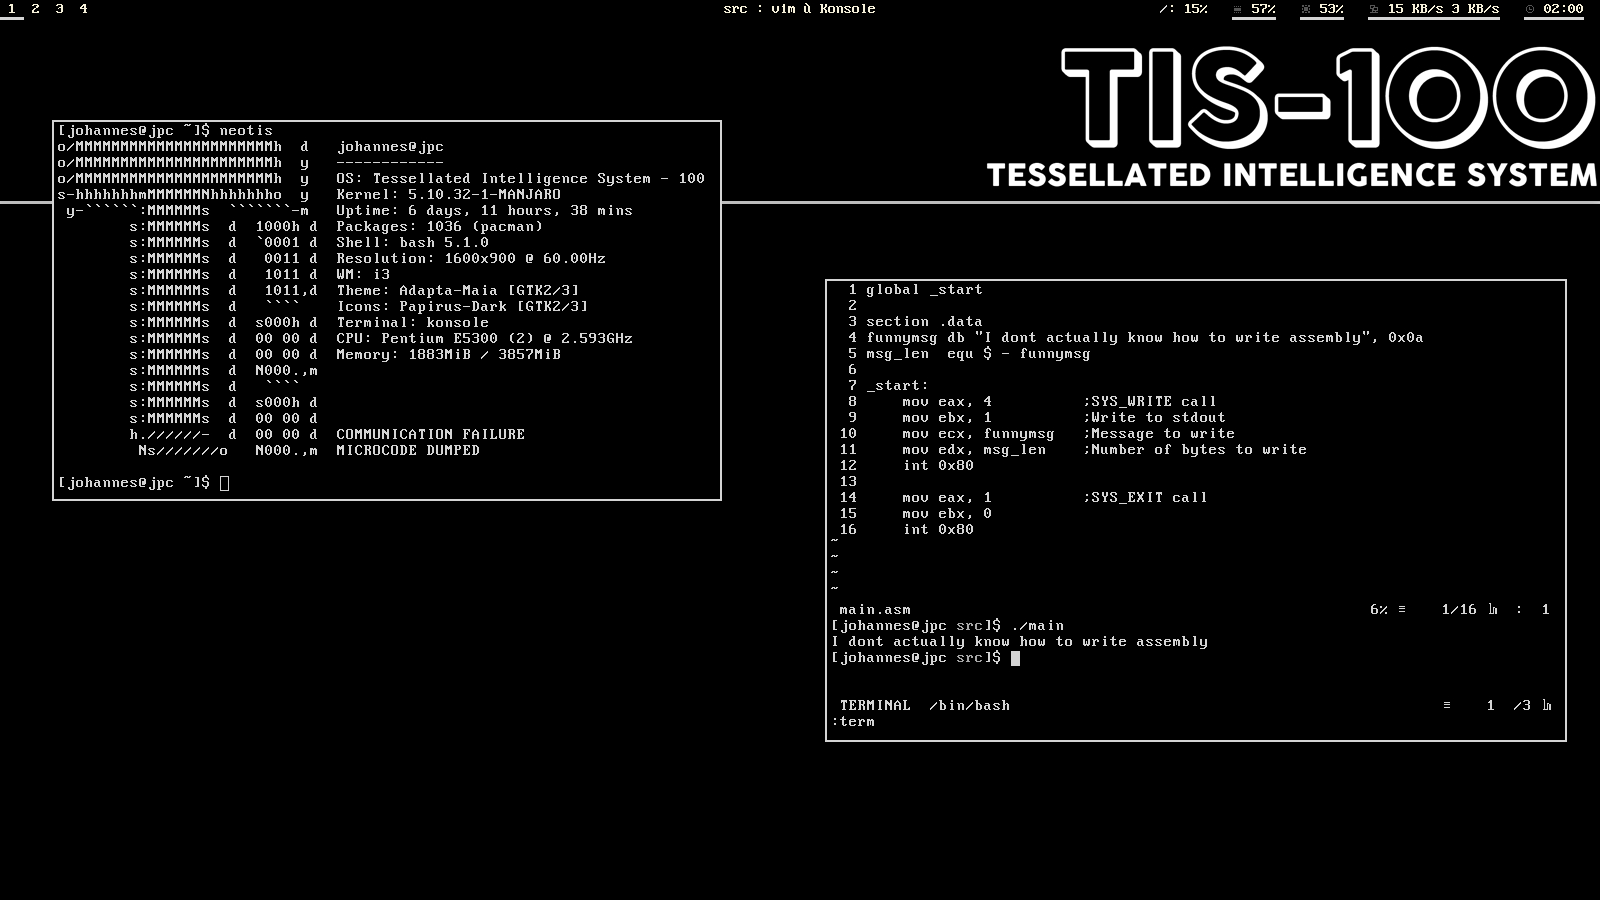 1 2 3 4 src : vim ù Konsole /: 15% 57% 53% 15 KB/s 3 KB/s 02:00
TIS-100
TESSELLATED INTELLIGENCE SYSTEM
[johannes@jpc ~]$ neotis
o/MMMMMMMMMMMMMMMMMMMMMMh  d   johannes@jpc
o/MMMMMMMMMMMMMMMMMMMMMMh  y   ------------
o/MMMMMMMMMMMMMMMMMMMMMMh  y   OS: Tessellated Intelligence System - 100
s-hhhhhhhmMMMMMMNhhhhhhho  y   Kernel: 5.10.32-1-MANJARO
 y-``````:MMMMMMs  ```````-m   Uptime: 6 days, 11 hours, 38 mins
        s:MMMMMMs  d  1000h d  Packages: 1036 (pacman)
        s:MMMMMMs  d  `0001 d  Shell: bash 5.1.0
        s:MMMMMMs  d   0011 d  Resolution: 1600x900 @ 60.00Hz
        s:MMMMMMs  d   1011 d  WM: i3
        s:MMMMMMs  d   1011,d  Theme: Adapta-Maia [GTK2/3]
        s:MMMMMMs  d   ````    Icons: Papirus-Dark [GTK2/3]
        s:MMMMMMs  d  s000h d  Terminal: konsole
        s:MMMMMMs  d  00 00 d  CPU: Pentium E5300 (2) @ 2.593GHz
        s:MMMMMMs  d  00 00 d  Memory: 1883MiB / 3857MiB
        s:MMMMMMs  d  N000.,m
        s:MMMMMMs  d   ````
        s:MMMMMMs  d  s000h d
        s:MMMMMMs  d  00 00 d
        h.//////-  d  00 00 d  COMMUNICATION FAILURE
         Ns///////o   N000.,m  MICROCODE DUMPED
[johannes@jpc ~]$
1 global _start
2
3 section .data
4 funnymsg db "I dont actually know how to write assembly", 0x0a
5 msg_len  equ $ - funnymsg
6
7 _start:
8     mov eax, 4          ;SYS_WRITE call
9     mov ebx, 1          ;Write to stdout
10     mov ecx, funnymsg   ;Message to write
11     mov edx, msg_len    ;Number of bytes to write
12     int 0x80
13
14     mov eax, 1          ;SYS_EXIT call
15     mov ebx, 0
16     int 0x80
~
~
~
~
main.asm 6% ≡ 1/16 ㏑ : 1
[johannes@jpc src]$ ./main
I dont actually know how to write assembly
[johannes@jpc src]$
TERMINAL /bin/bash ≡ 1 /3 ㏑
:term